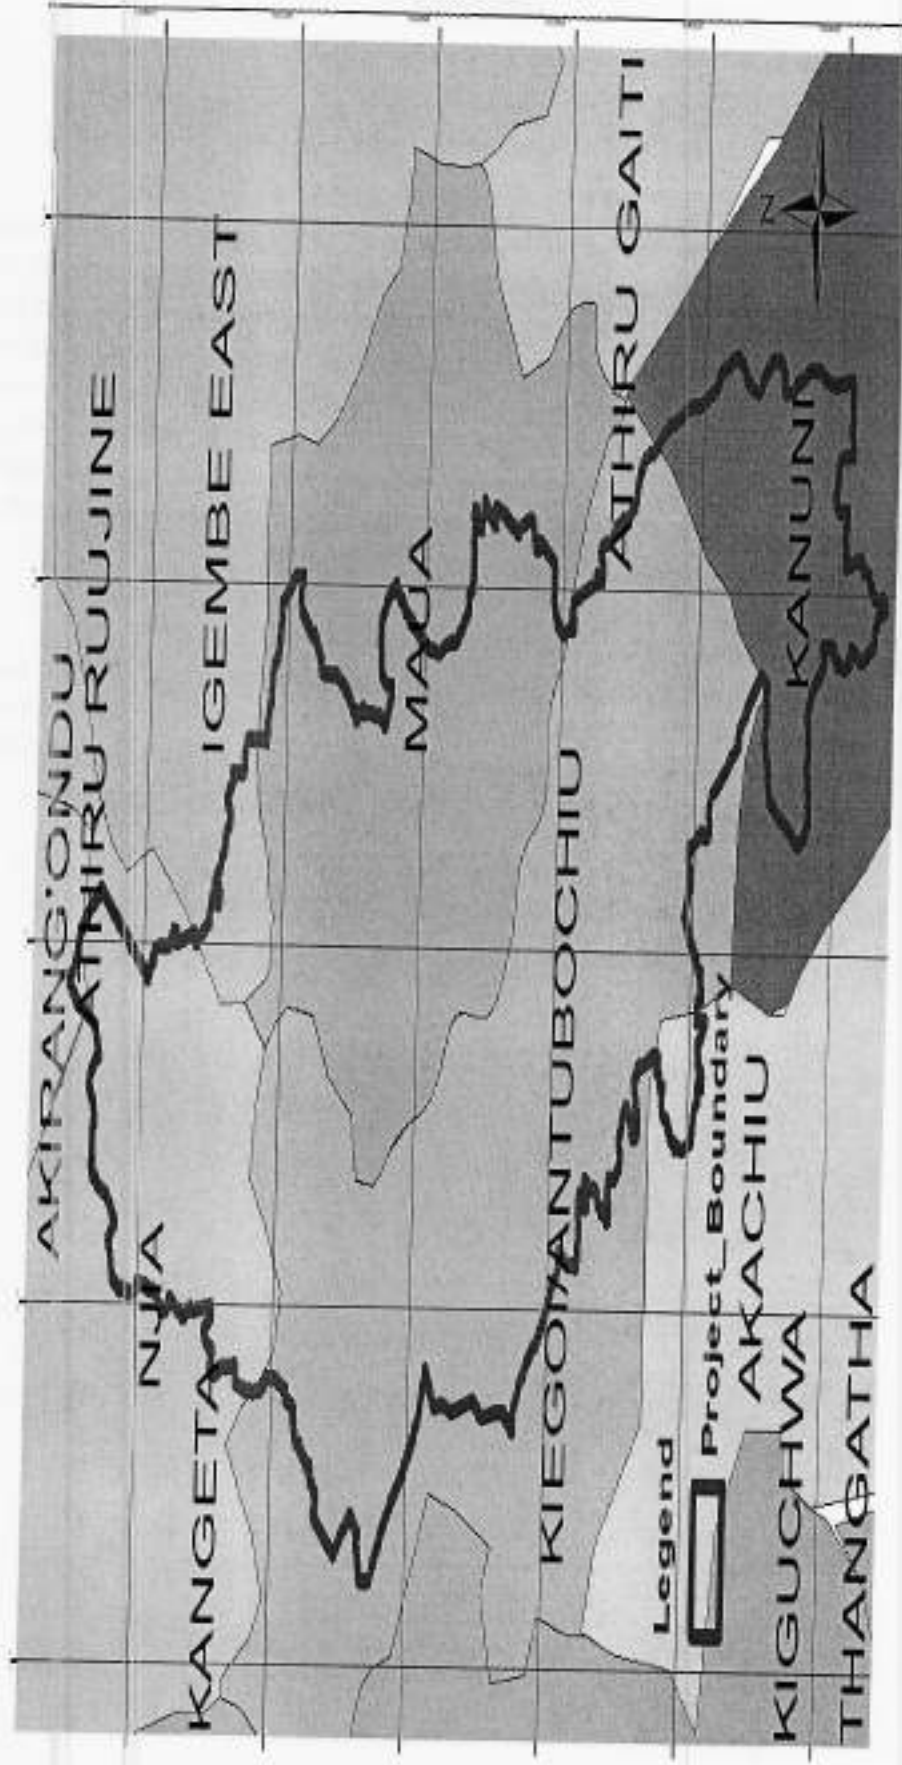 AKIRANG'ONDU
ATHIRU RUUJINE
NJIA
IGEMBE EAST
KANGETA
MAUA
KIEGOI/ANTUBOCHIU
ATHIRU GAITI
Legend
Project_Boundary
AKACHIU
KANUNI
KIGUCHWA
THANGATHA
N